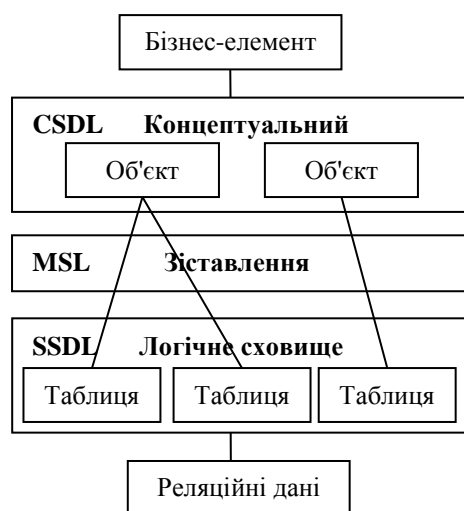 Бізнес-елемент
CSDL Концептуальний
Об'єкт Об'єкт
MSL Зіставлення
SSDL Логічне сховище
Таблиця Таблиця Таблиця
Реляційні дані